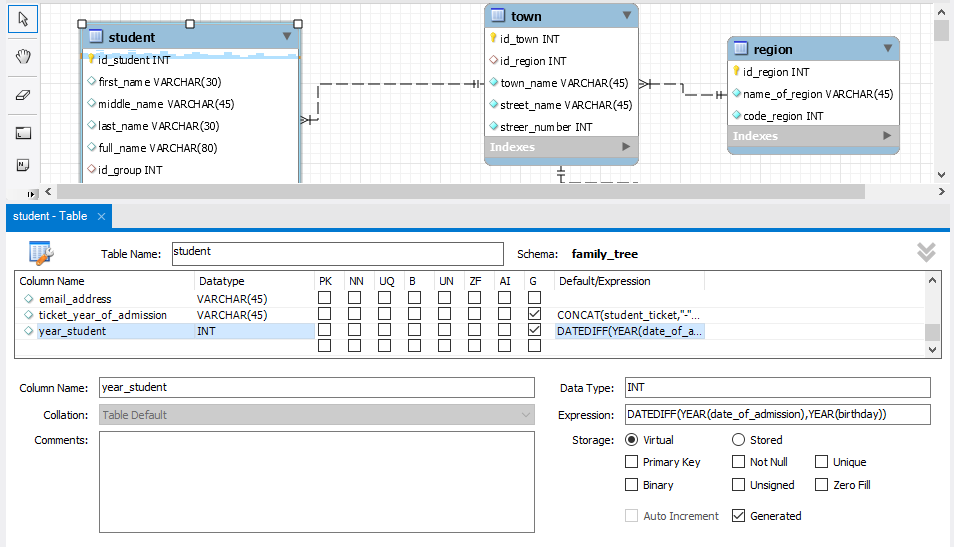 student
id_student INT
first_name VARCHAR(30)
middle_name VARCHAR(45)
last_name VARCHAR(30)
full_name VARCHAR(80)
id_group INT
town
id_town INT
id_region INT
town_name VARCHAR(45)
street_name VARCHAR(45)
streer_number INT
Indexes
region
id_region INT
name_of_region VARCHAR(45)
code_region INT
Indexes
student - Table
Table Name: student Schema: family_tree
Column Name Datatype PK NN UQ B UN ZF AI G Default/Expression
email_address VARCHAR(45)
ticket_year_of_admission VARCHAR(45) CONCAT(student_ticket,"-"...
year_student INT DATEDIFF(YEAR(date_of_a...
Column Name: year_student Data Type: INT
Collation: Table Default Expression: DATEDIFF(YEAR(date_of_admission),YEAR(birthday))
Comments: Storage: Virtual Stored
Primary Key Not Null Unique
Binary Unsigned Zero Fill
Auto Increment Generated